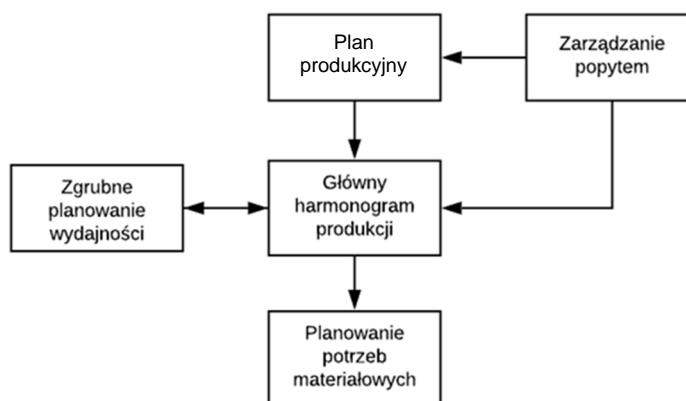 Plan
produkcyjny
Zarządzanie
popytem
Zgrubne
planowanie
wydajności
Główny
harmonogram
produkcji
Planowanie
potrzeb
materiałowych